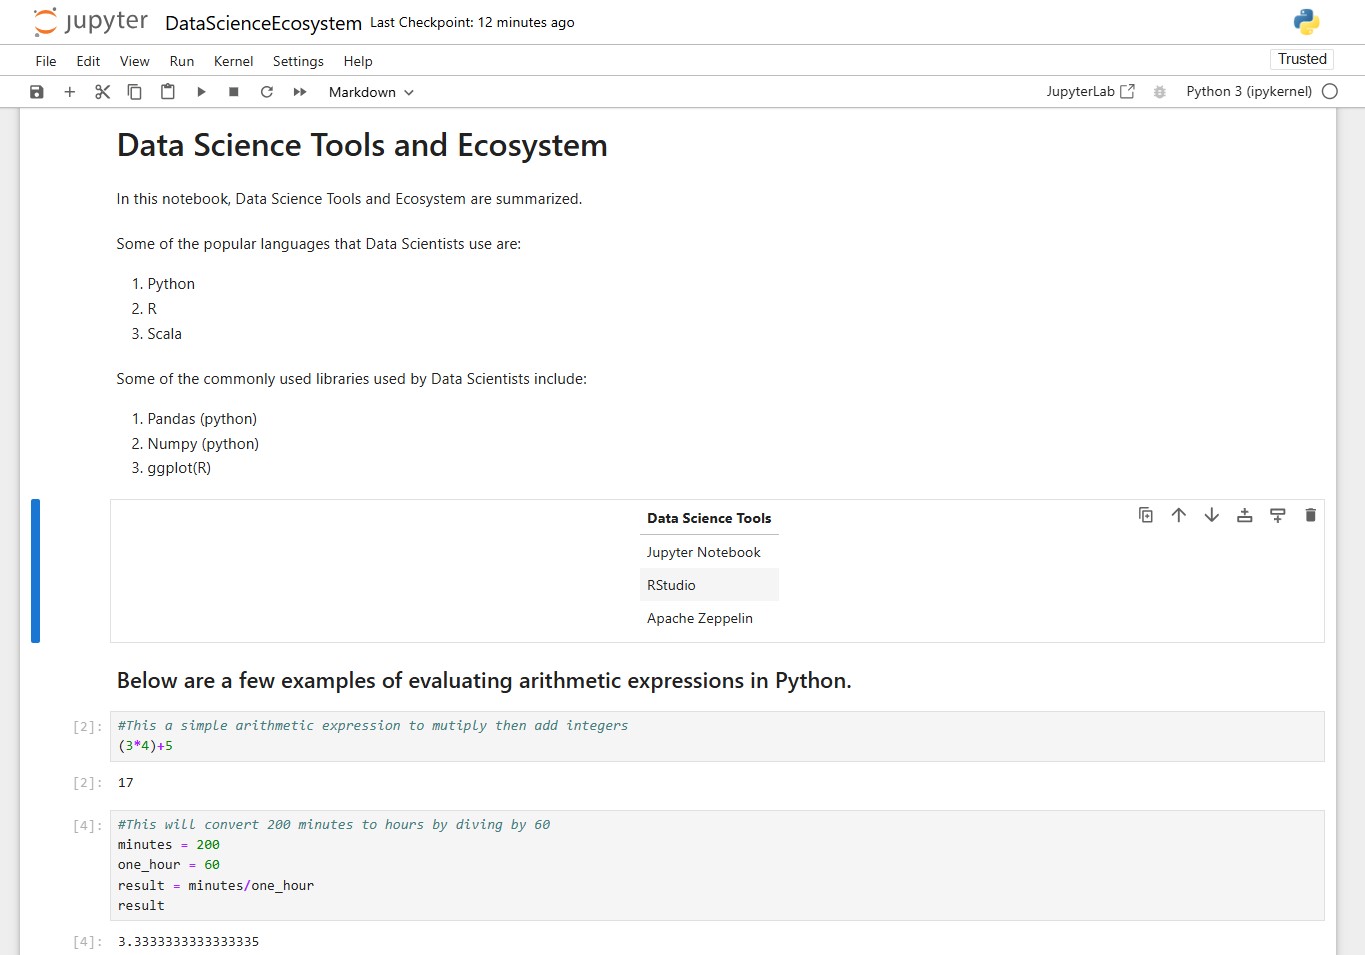 jupyter DataScienceEcosystem Last Checkpoint: 12 minutes ago
File Edit View Run Kernel Settings Help Trusted
Markdown JupyterLab Python 3 (ipykernel)
Data Science Tools and Ecosystem
In this notebook, Data Science Tools and Ecosystem are summarized.
Some of the popular languages that Data Scientists use are:
1. Python
2. R
3. Scala
Some of the commonly used libraries used by Data Scientists include:
1. Pandas (python)
2. Numpy (python)
3. ggplot(R)
Data Science Tools
Jupyter Notebook
RStudio
Apache Zeppelin
Below are a few examples of evaluating arithmetic expressions in Python.
[2]: #This a simple arithmetic expression to mutiply then add integers
(3*4)+5
[2]: 17
[4]: #This will convert 200 minutes to hours by diving by 60
minutes = 200
one_hour = 60
result = minutes/one_hour
result
[4]: 3.3333333333333335